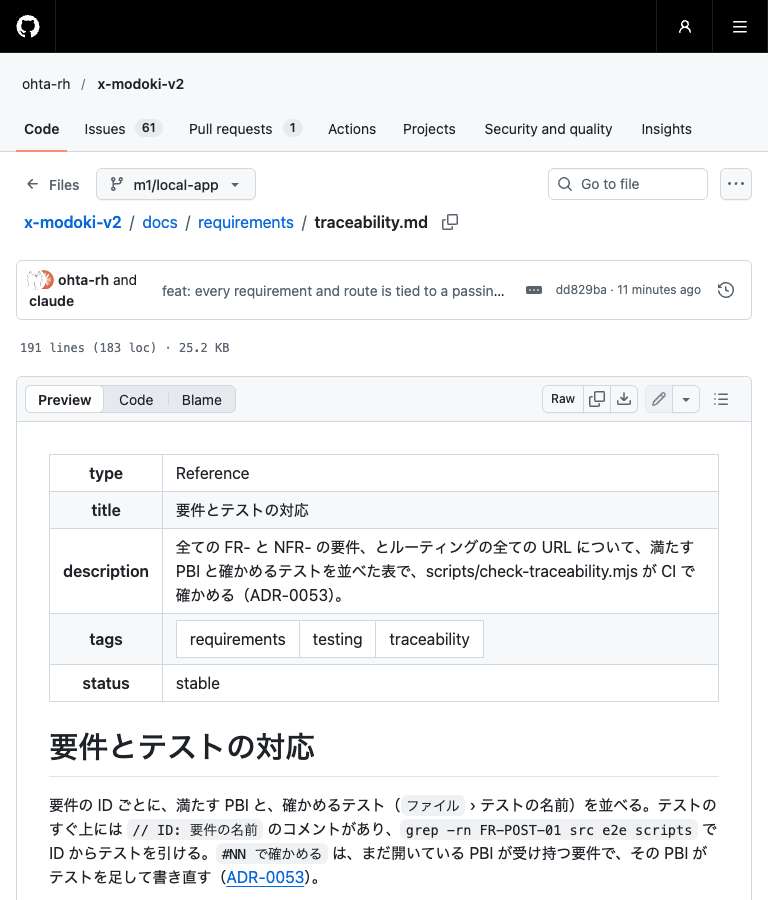 ohta-rh / x-modoki-v2
Code Issues 61 Pull requests 1 Actions Projects Security and quality Insights
Files m1/local-app Go to file
x-modoki-v2 / docs / requirements / traceability.md
ohta-rh and claude
feat: every requirement and route is tied to a passin...
dd829ba · 11 minutes ago
191 lines (183 loc) · 25.2 KB
Preview Code Blame Raw
type Reference
title 要件とテストの対応
description 全ての FR- と NFR- の要件、とルーティングの全ての URL について、満たす
PBI と確かめるテストを並べた表で、scripts/check-traceability.mjs が CI で
確かめる（ADR-0053）。
tags requirements testing traceability
status stable
要件とテストの対応
要件の ID ごとに、満たす PBI と、確かめるテスト（ファイル › テストの名前）を並べる。テストの
すぐ上には // ID: 要件の名前 のコメントがあり、grep -rn FR-POST-01 src e2e scripts で
ID からテストを引ける。#NN で確かめる は、まだ開いている PBI が受け持つ要件で、その PBI が
テストを足して書き直す（ADR-0053）。